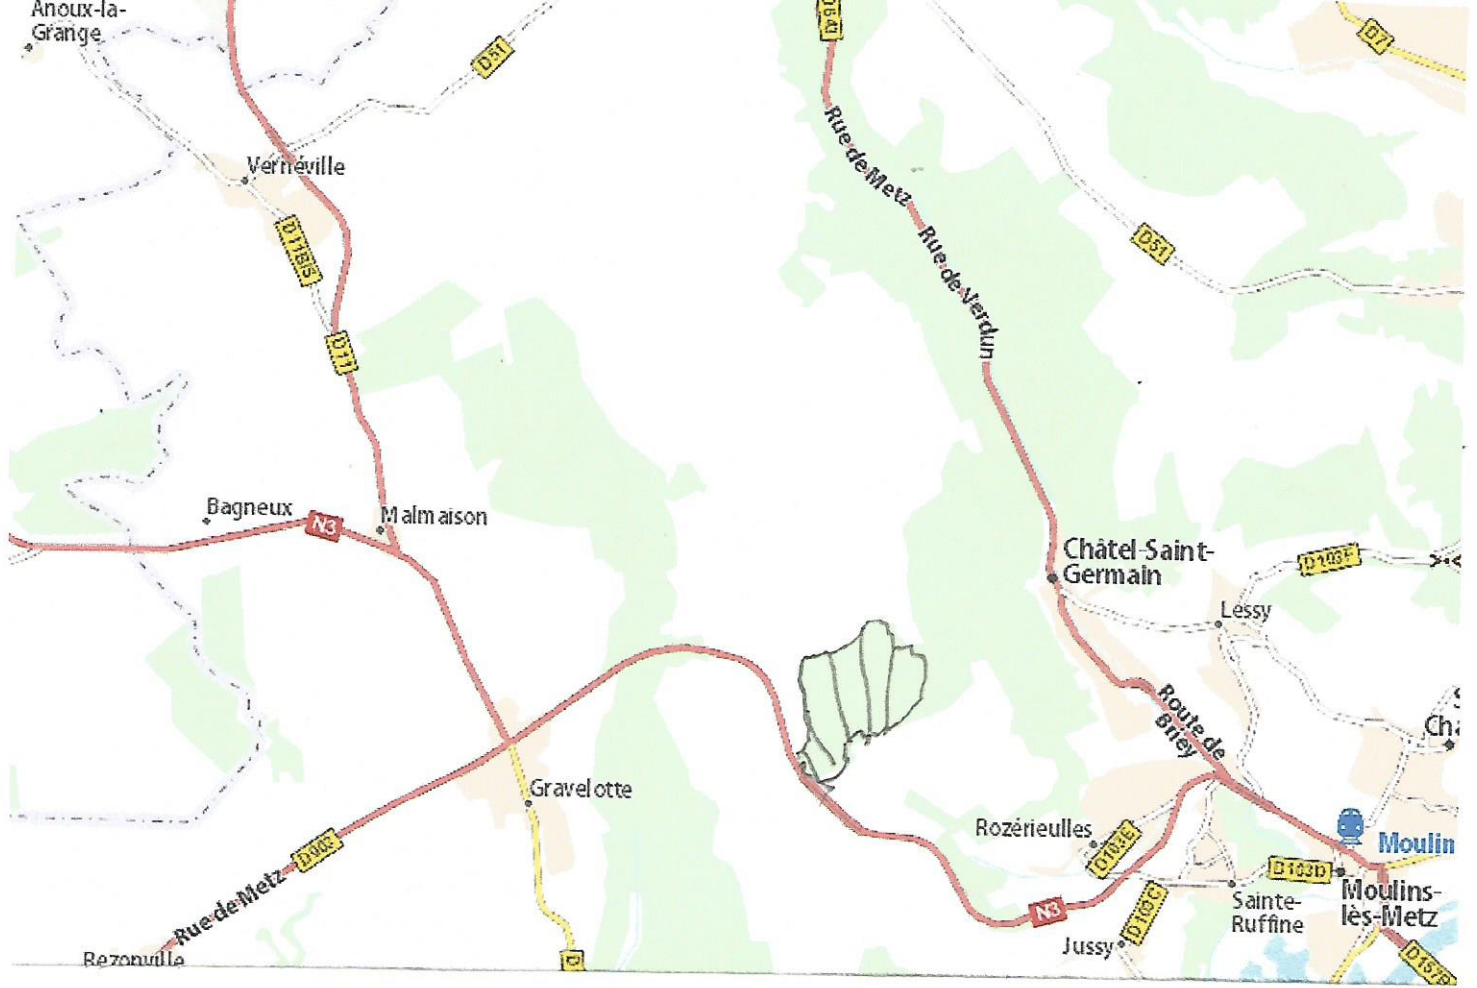 Anoux-la-
Grange
D51
D643
D7
Rue de Metz
Vernéville
D11BIS
Rue de Verdun
D51
D11
Bagneux
N3
Malmaison
Châtel-Saint-
Germain
D103F
Lessy
Route de
Briey
Gravelotte
Rozérieulles
D103E
D902
Moulin
D103D
Moulins-
lès-Metz
Rue de Metz
N3
D103C
Sainte-
Ruffine
Jussy
Rezonville
D
D157B